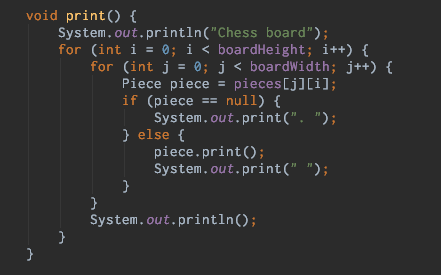 void print() {
    System.out.println("Chess board");
    for (int i = 0; i < boardHeight; i++) {
        for (int j = 0; j < boardWidth; j++) {
            Piece piece = pieces[j][i];
            if (piece == null) {
                System.out.print(". ");
            } else {
                piece.print();
                System.out.print(" ");
            }
        }
        System.out.println();
    }
}